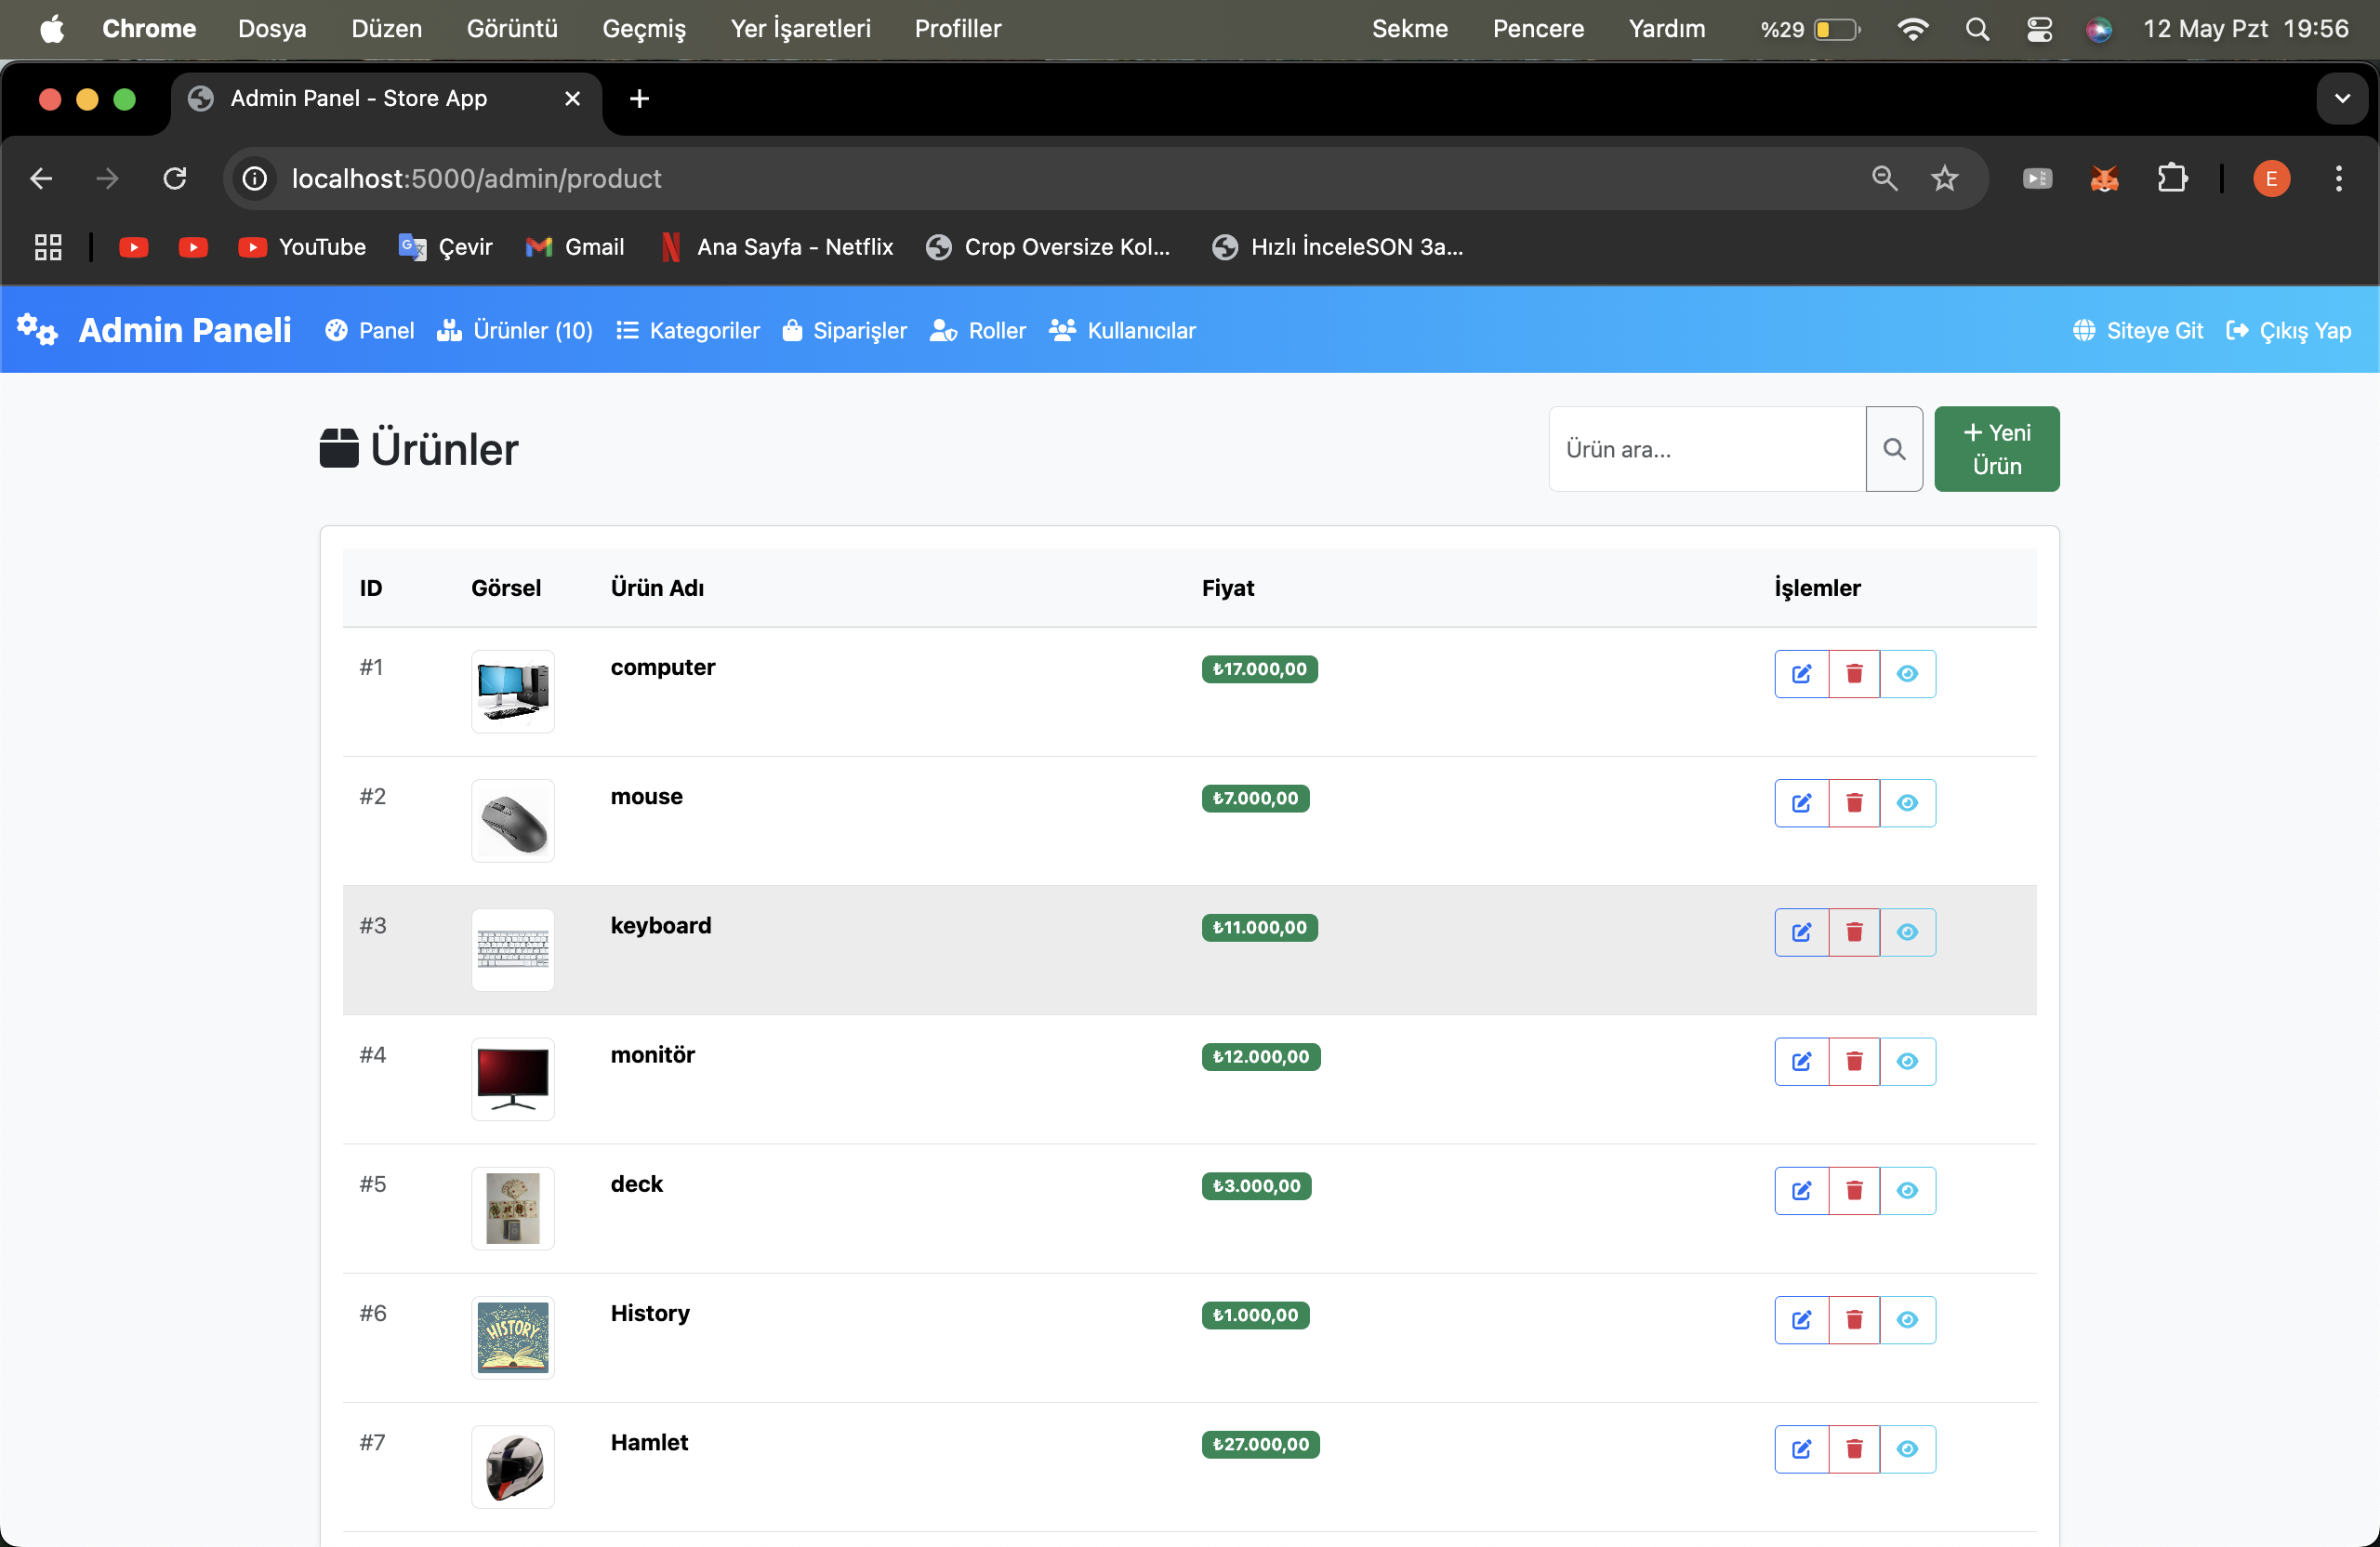 Chrome Dosya Düzen Görüntü Geçmiş Yer İşaretleri Profiller Sekme Pencere Yardım %29 12 May Pzt 19:56
Admin Panel - Store App
localhost:5000/admin/product
E
YouTube Çevir Gmail Ana Sayfa - Netflix Crop Oversize Kol... Hızlı İnceleSON 3a...
Admin Paneli Panel Ürünler (10) Kategoriler Siparişler Roller Kullanıcılar Siteye Git Çıkış Yap
Ürünler
Ürün ara...
+ Yeni
Ürün
ID Görsel Ürün Adı Fiyat İşlemler
#1 computer ₺17.000,00
#2 mouse ₺7.000,00
#3 keyboard ₺11.000,00
#4 monitör ₺12.000,00
#5 deck ₺3.000,00
#6 History ₺1.000,00
HISTORY
#7 Hamlet ₺27.000,00